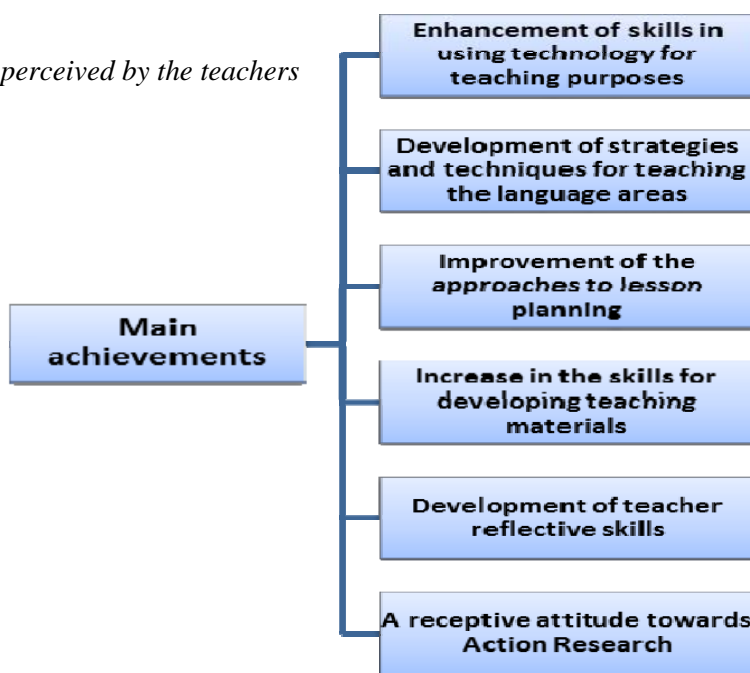 perceived by the teachers
Main
achievements
Enhancement of skills in
using technology for
teaching purposes
Development of strategies
and techniques for teaching
the language areas
Improvement of the
approaches to lesson
planning
Increase in the skills for
developing teaching
materials
Development of teacher
reflective skills
A receptive attitude towards
Action Research